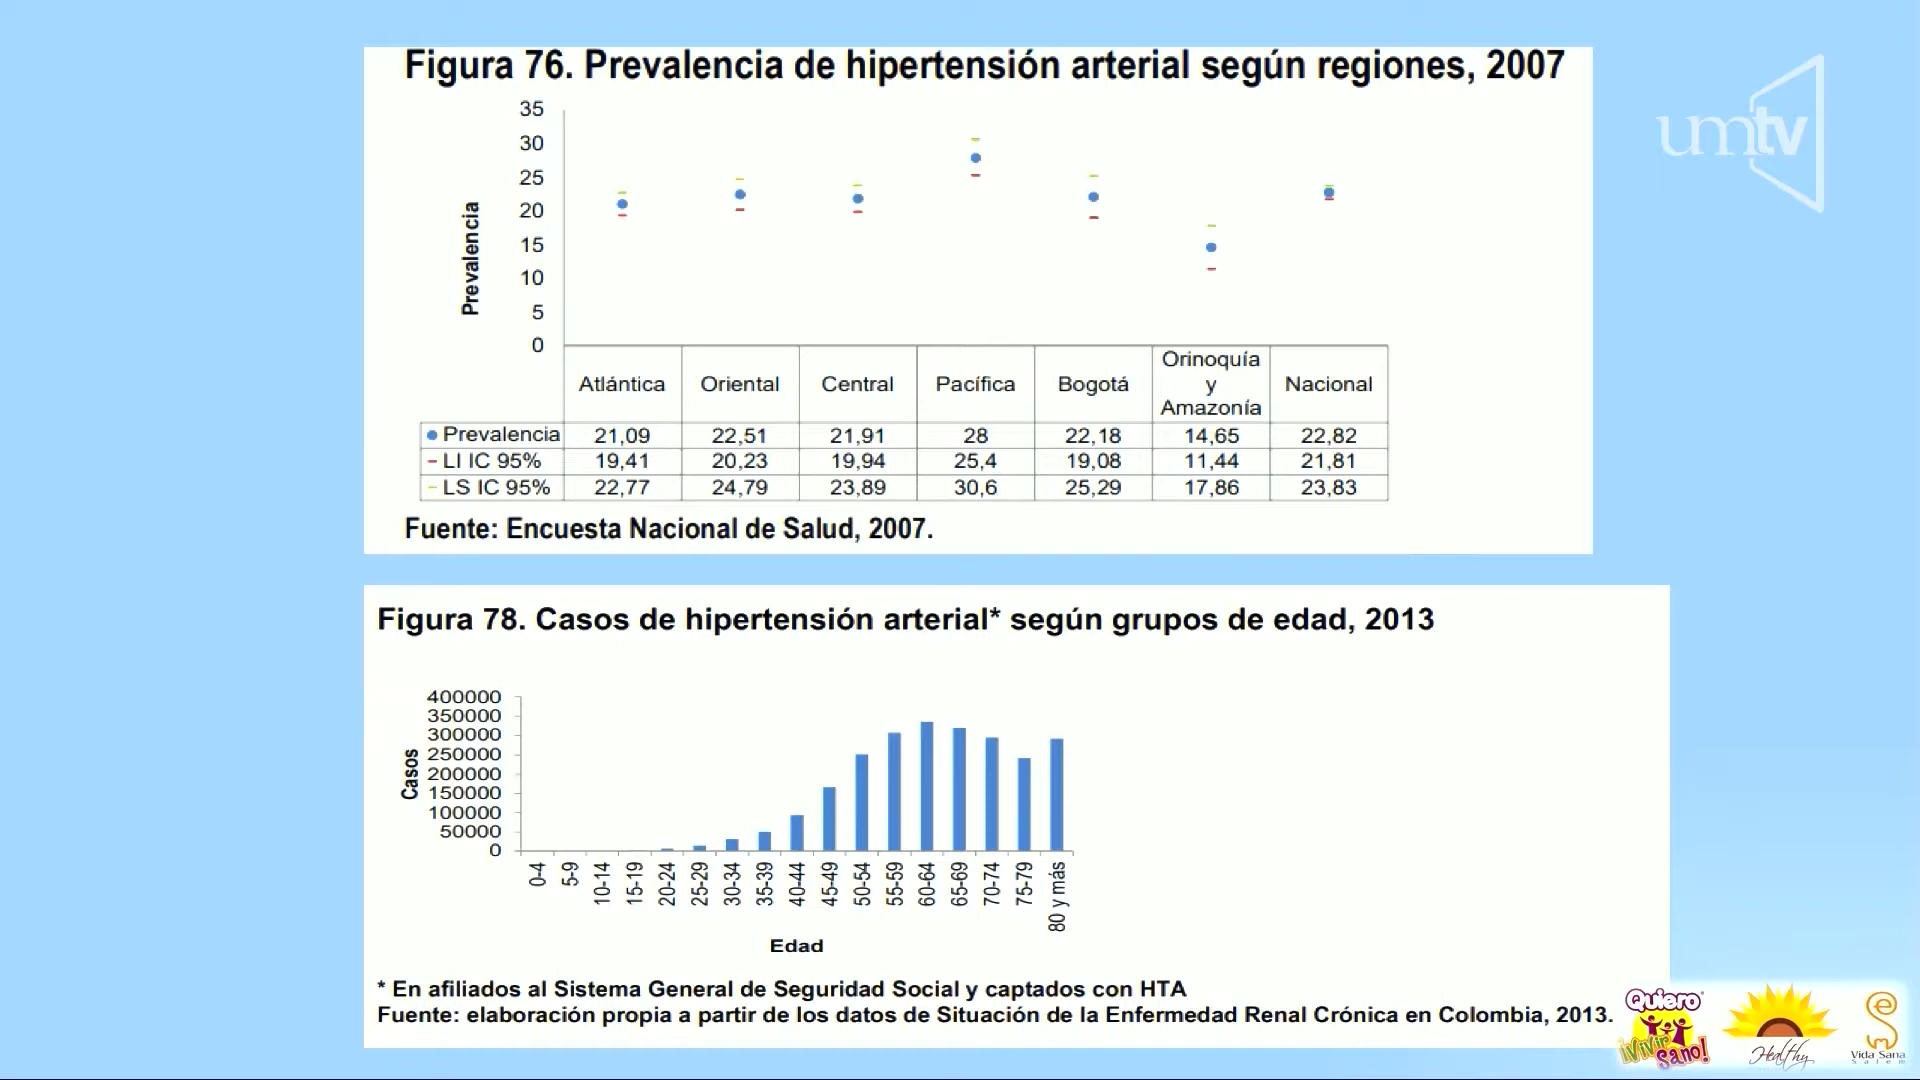 Figura 76. Prevalencia de hipertensión arterial según regiones, 2007
umtv
35
30
25
20
15
10
5
0
Prevalencia
Atlántica Oriental Central Pacífica Bogotá Orinoquía y Amazonía Nacional
Prevalencia 21,09 22,51 21,91 28 22,18 14,65 22,82
LI IC 95% 19,41 20,23 19,94 25,4 19,08 11,44 21,81
LS IC 95% 22,77 24,79 23,89 30,6 25,29 17,86 23,83
Fuente: Encuesta Nacional de Salud, 2007.
Figura 78. Casos de hipertensión arterial* según grupos de edad, 2013
400000
350000
300000
250000
200000
150000
100000
50000
0
Casos
0-4 5-9 10-14 15-19 20-24 25-29 30-34 35-39 40-44 45-49 50-54 55-59 60-64 65-69 70-74 75-79 80 y más
Edad
* En afiliados al Sistema General de Seguridad Social y captados con HTA
Fuente: elaboración propia a partir de los datos de Situación de la Enfermedad Renal Crónica en Colombia, 2013.
Quiero
¡Vivir
Sano!
Healthy
Vida Sana
Salem